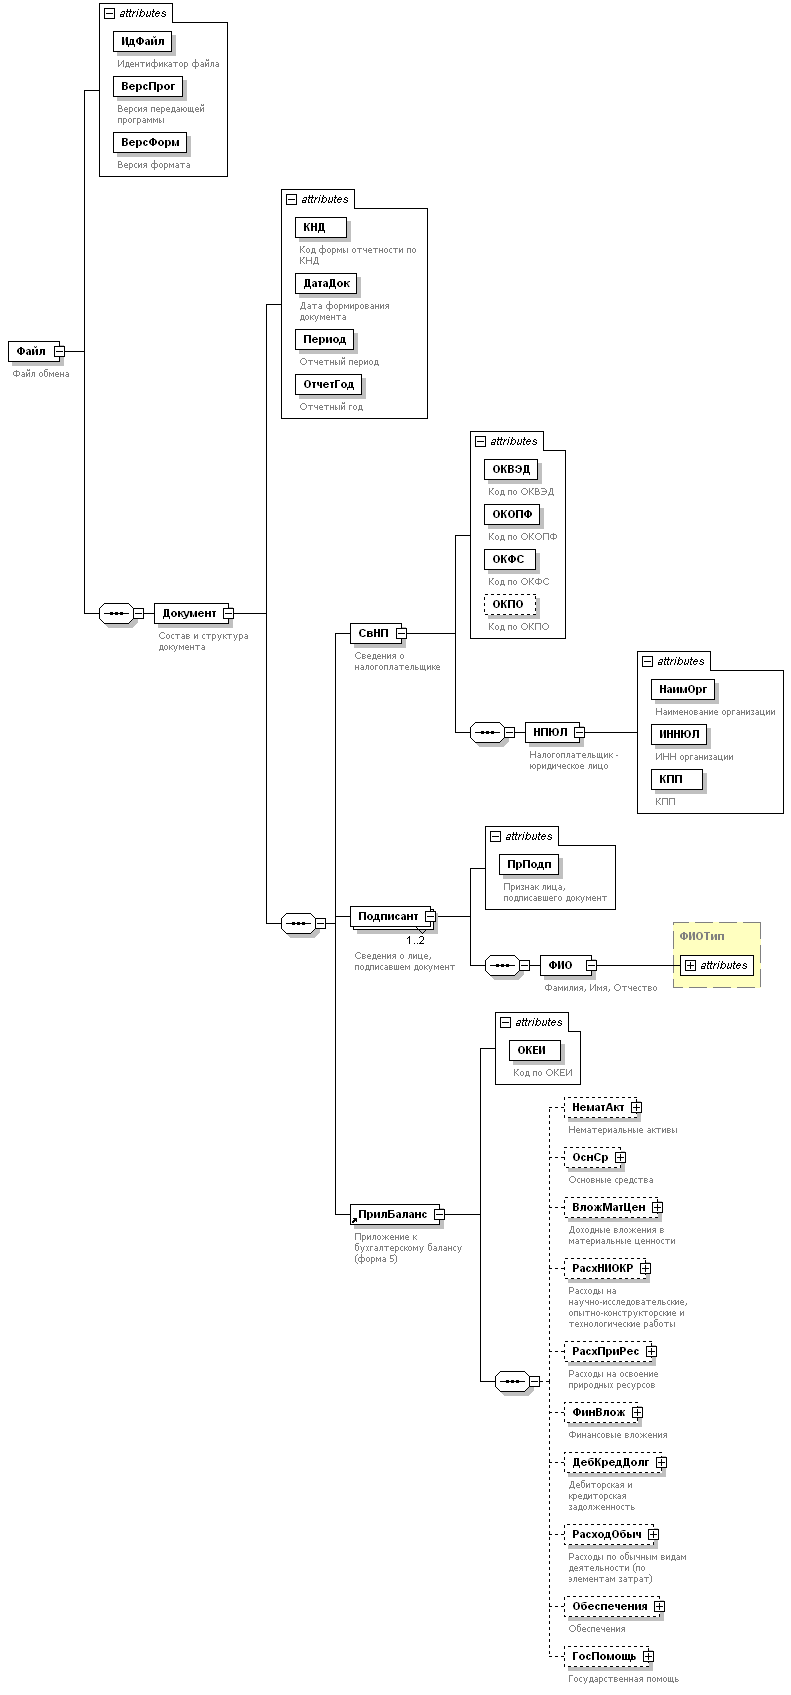 attributes
ИдФайл
Идентификатор файла
ВерсПрог
Версия передающей
программы
ВерсФорм
Версия формата
attributes
КНД
Код формы отчетности по
КНД
ДатаДок
Дата формирования
документа
Период
Отчетный период
ОтчетГод
Отчетный год
Файл
Файл обмена
attributes
ОКВЭД
Код по ОКВЭД
ОКОПФ
Код по ОКОПФ
ОКФС
Код по ОКФС
ОКПО
Код по ОКПО
Документ
Состав и структура
документа
СвНП
Сведения о
налогоплательщике
attributes
НаимОрг
Наименование организации
ИННЮЛ
ИНН организации
КПП
КПП
НПЮЛ
Налогоплательщик -
юридическое лицо
attributes
ПрПодп
Признак лица,
подписавшего документ
Подписант
1..2
Сведения о лице,
подписавшем документ
ФИО
Фамилия, Имя, Отчество
ФИОТип
attributes
attributes
ОКЕИ
Код по ОКЕИ
ПрилБаланс
Приложение к
бухгалтерскому балансу
(форма 5)
НематАкт
Нематериальные активы
ОснСр
Основные средства
ВложМатЦен
Доходные вложения в
материальные ценности
РасхНИОКР
Расходы на
научно-исследовательские,
опытно-конструкторские и
технологические работы
РасхПриРес
Расходы на освоение
природных ресурсов
ФинВлож
Финансовые вложения
ДебКредДолг
Дебиторская и
кредиторская
задолженность
РасходОбыч
Расходы по обычным видам
деятельности (по
элементам затрат)
Обеспечения
Обеспечения
ГосПомощь
Государственная помощь